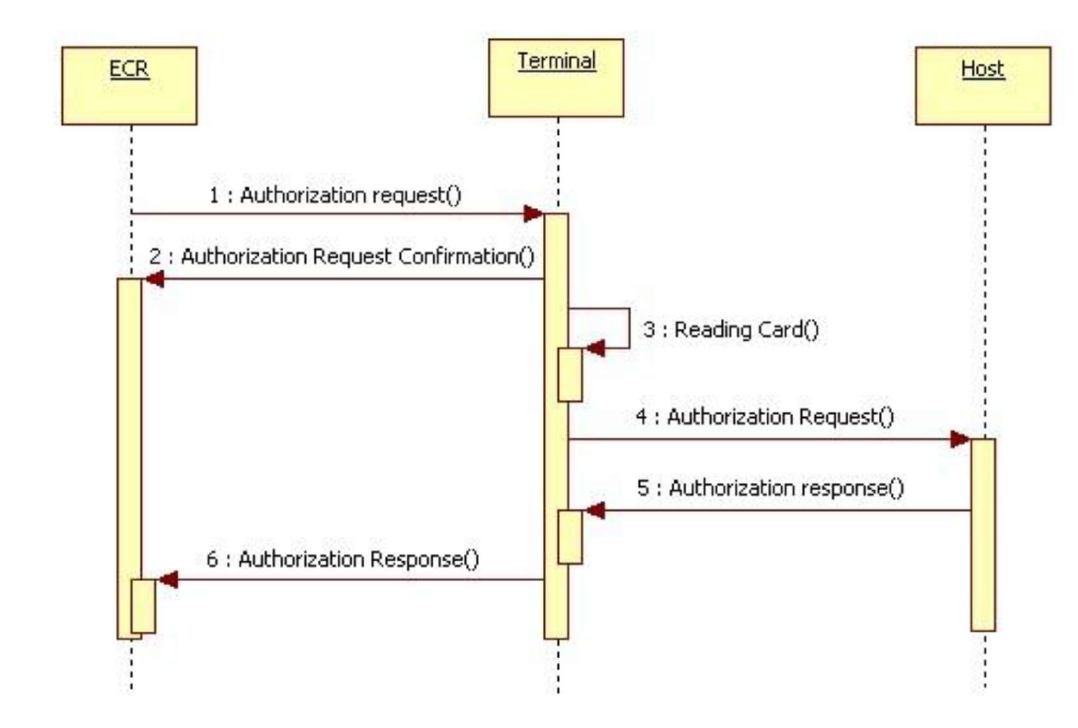 ECR
Terminal
Host
1 : Authorization request()
2 : Authorization Request Confirmation()
3 : Reading Card()
4 : Authorization Request()
5 : Authorization response()
6 : Authorization Response()